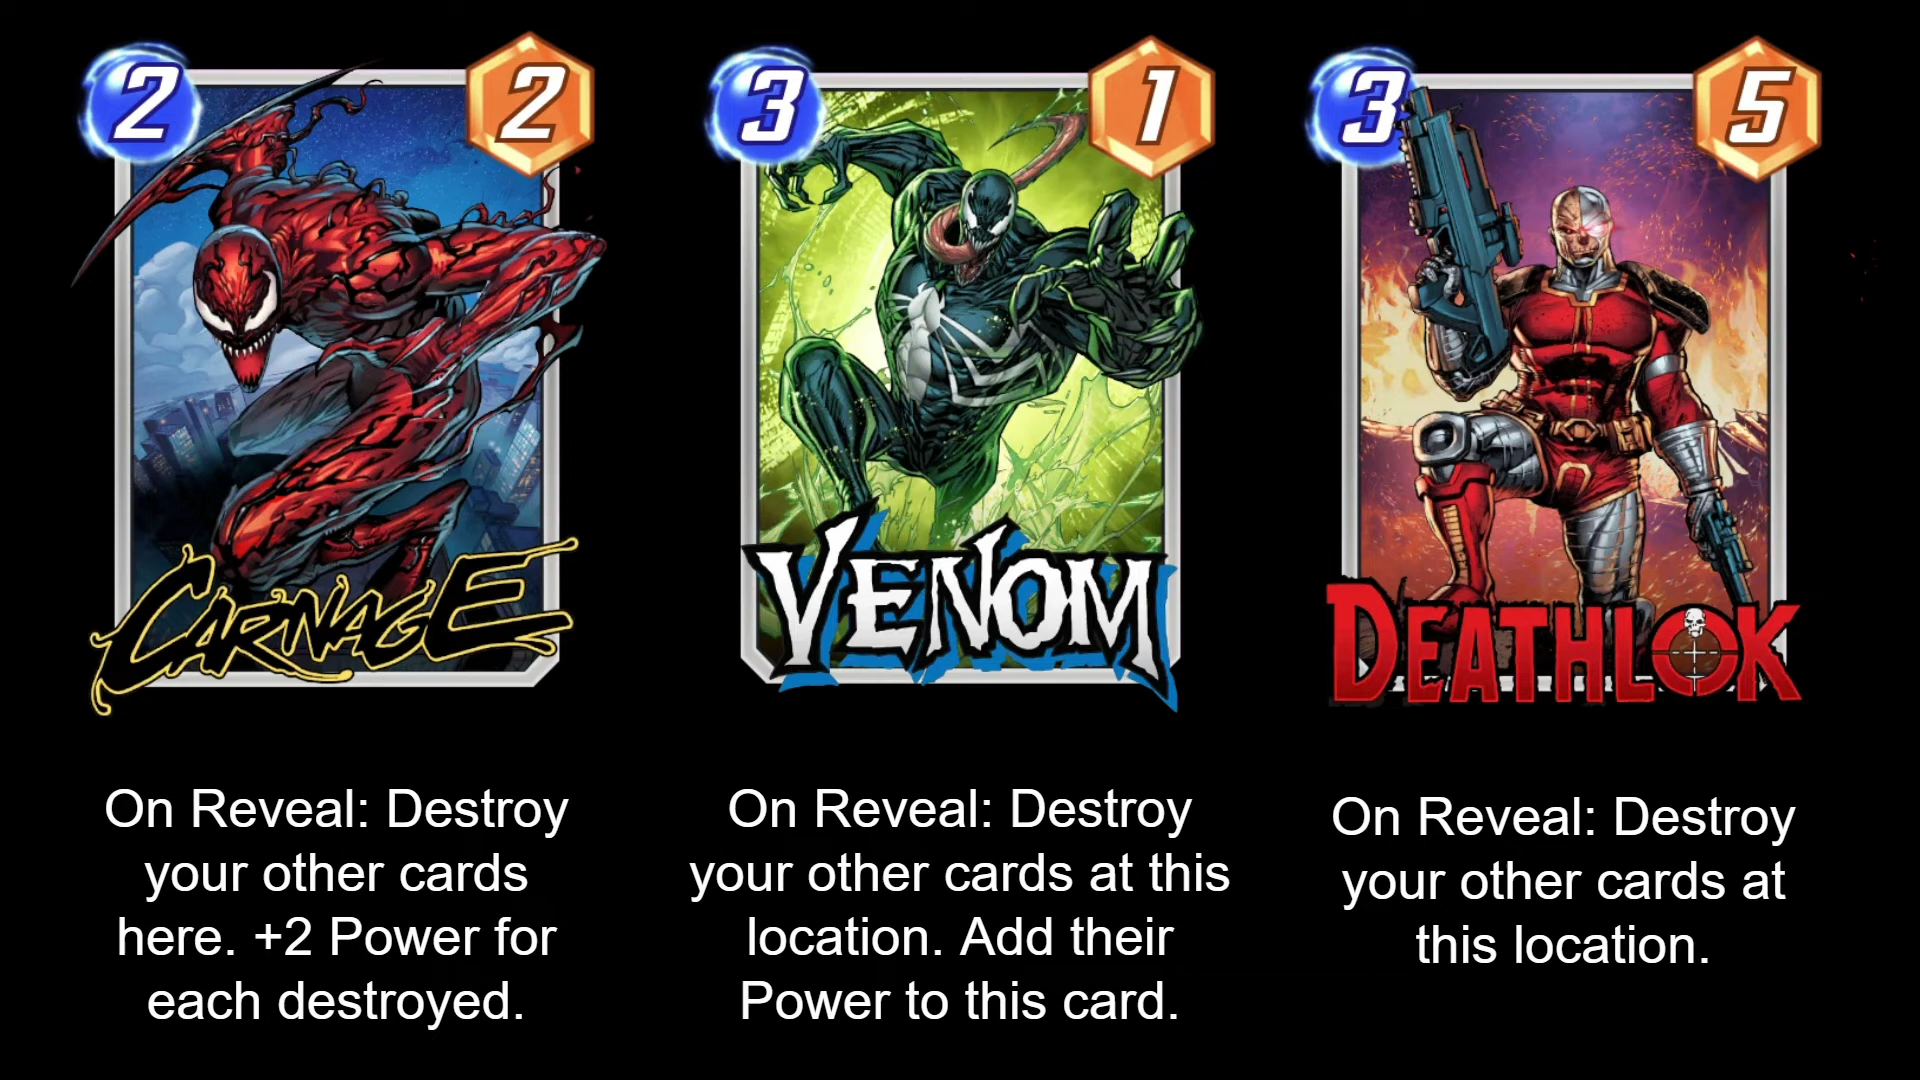 2
2
CARNAGE
On Reveal: Destroy
your other cards
here. +2 Power for
each destroyed.
3
1
VENOM
On Reveal: Destroy
your other cards at this
location. Add their
Power to this card.
3
5
DEATHLOK
On Reveal: Destroy
your other cards at
this location.